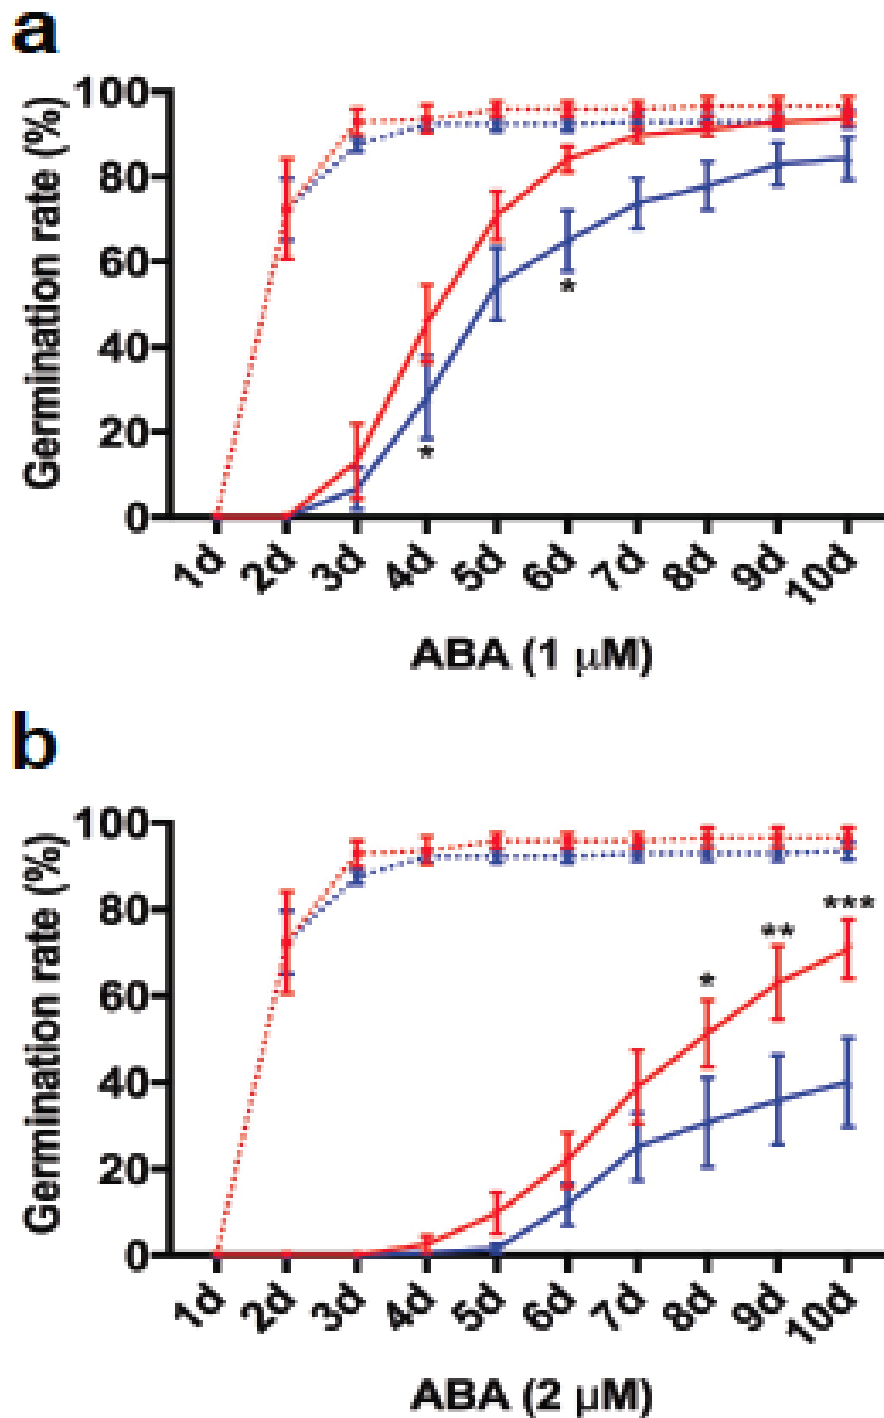 a
Germination rate (%)
100
80
60
40
20
0
*
*
1d 2d 3d 4d 5d 6d 7d 8d 9d 10d
ABA (1 μM)
b
Germination rate (%)
100
80
60
40
20
0
*
**
***
1d 2d 3d 4d 5d 6d 7d 8d 9d 10d
ABA (2 μM)